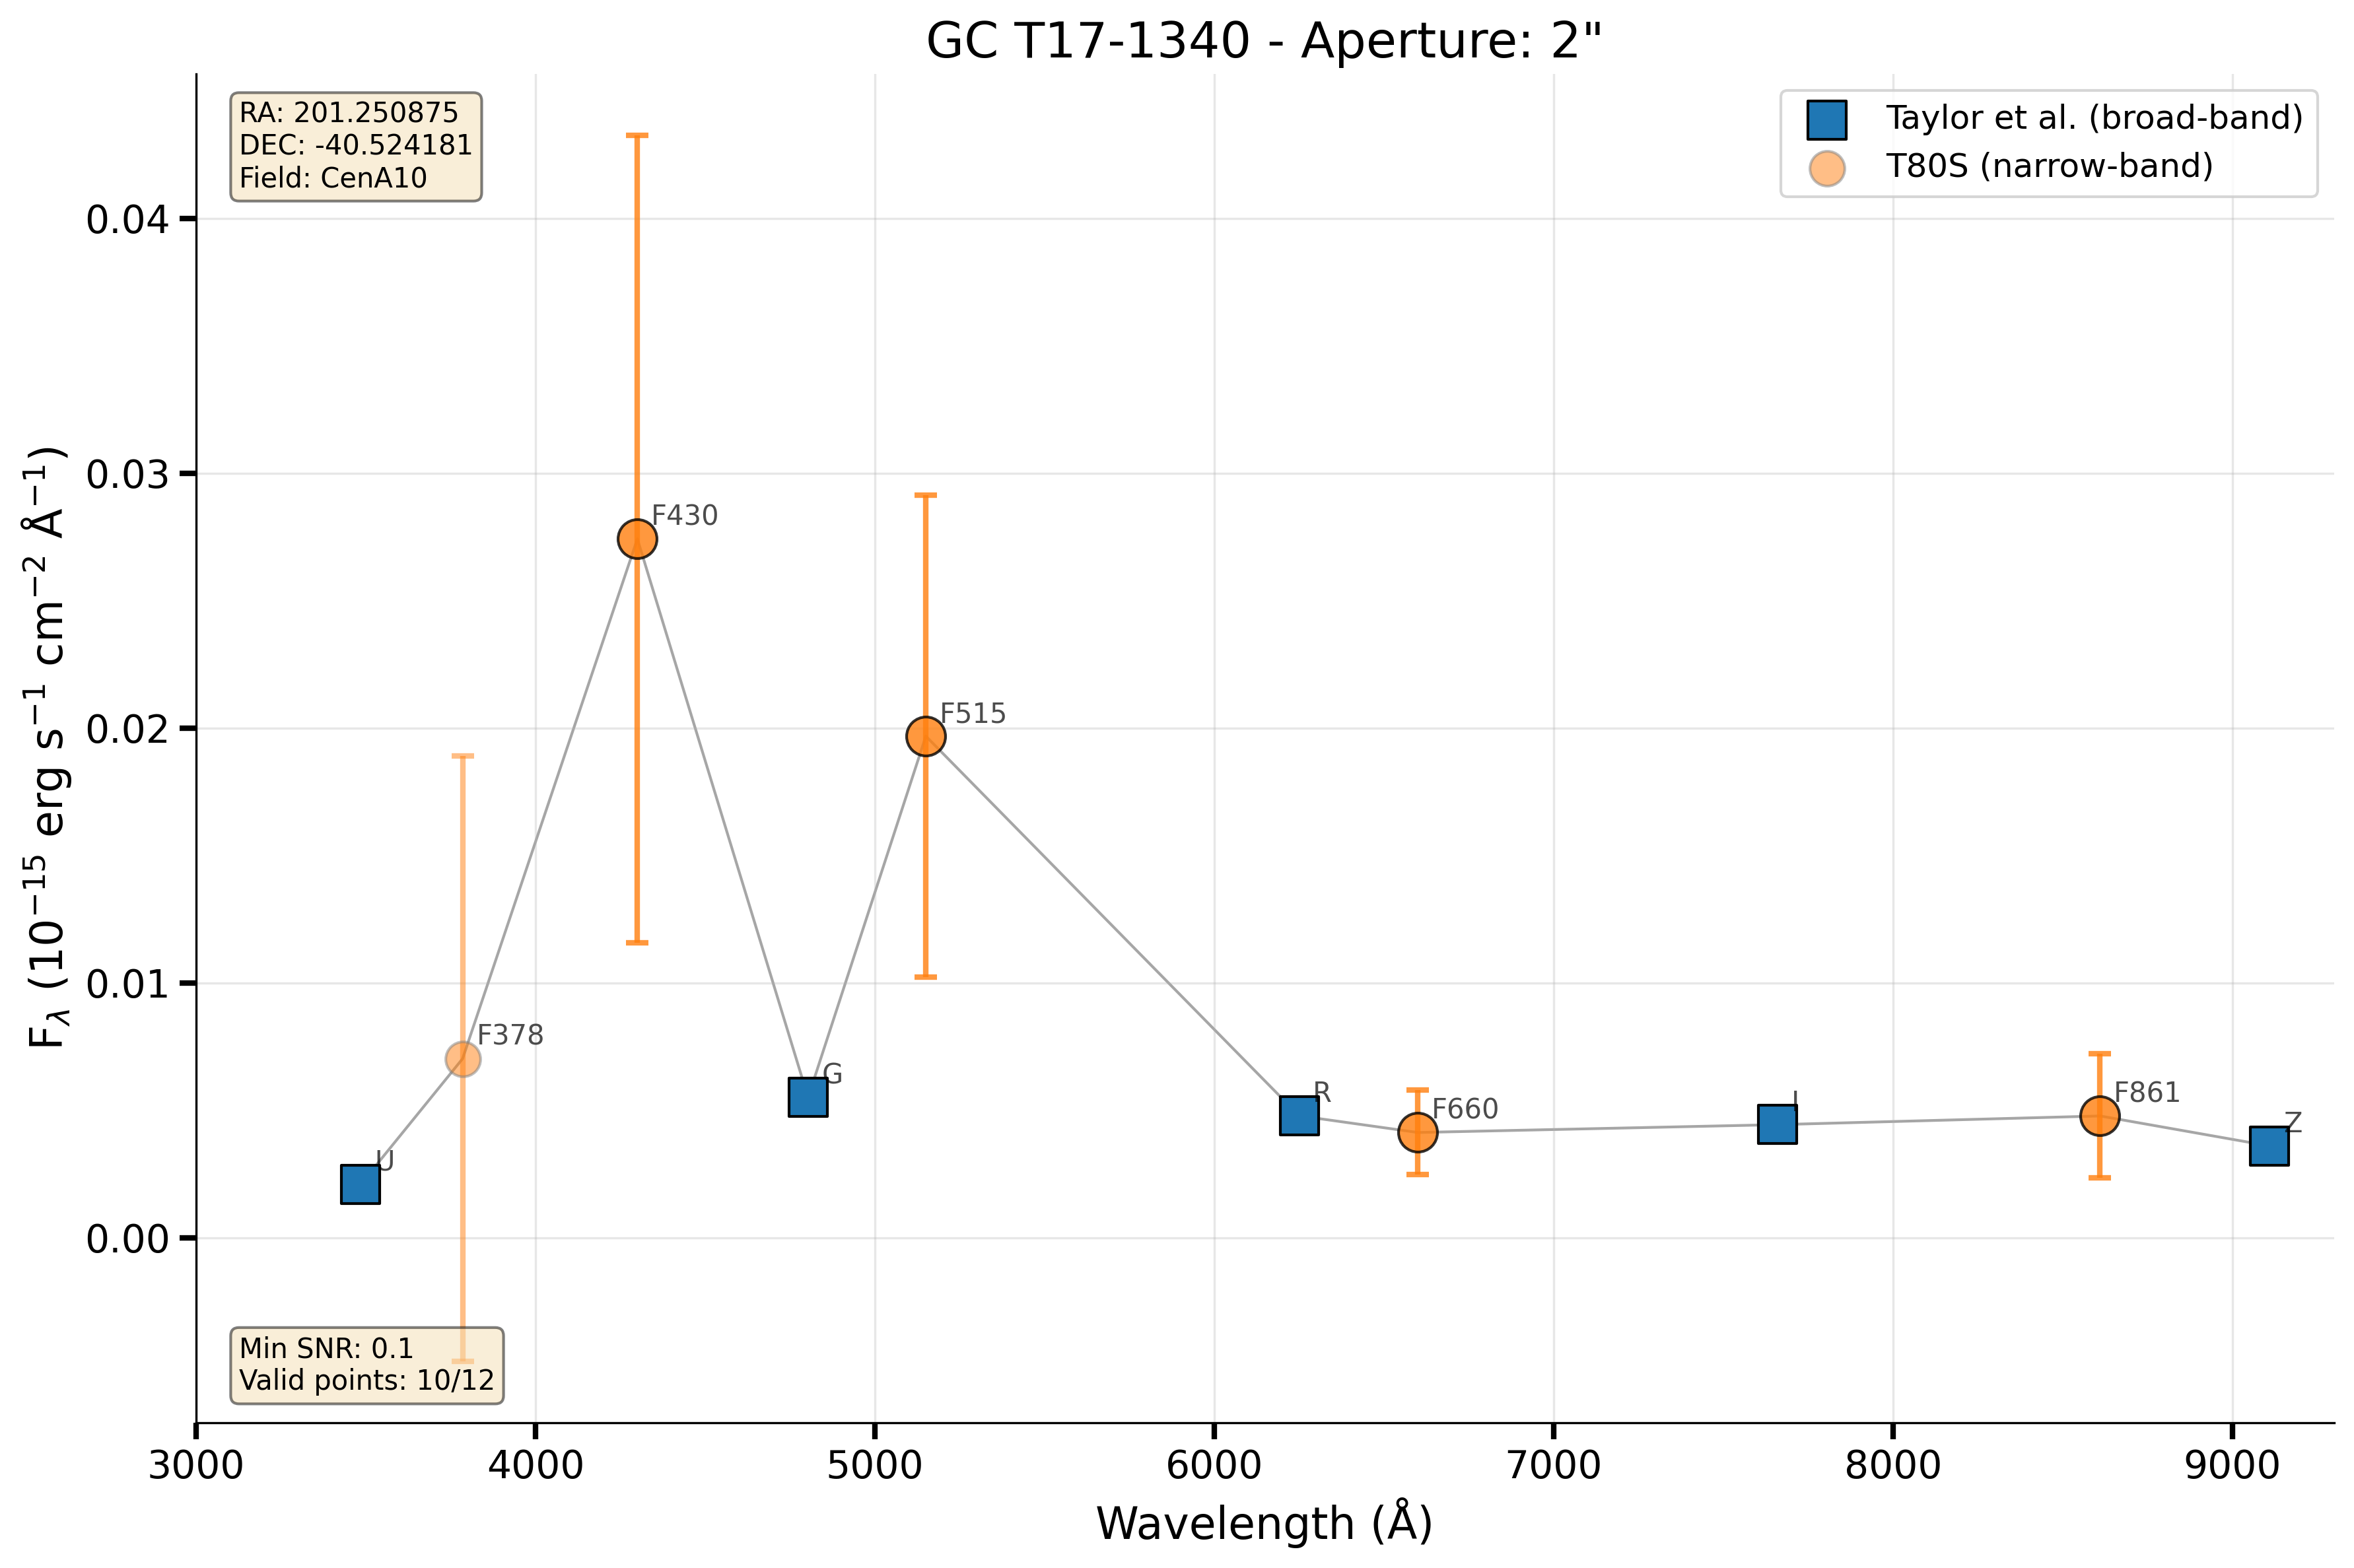 GC T17-1340 - Aperture: 2"
RA: 201.250875
DEC: -40.524181
Field: CenA10
Taylor et al. (broad-band)
T80S (narrow-band)
0.04
0.03
0.02
0.01
0.00
F_λ (10⁻¹⁵ erg s⁻¹ cm⁻² Å⁻¹)
F430
F515
F378
G
U
R
F660
I
F861
Z
Min SNR: 0.1
Valid points: 10/12
3000 4000 5000 6000 7000 8000 9000
Wavelength (Å)